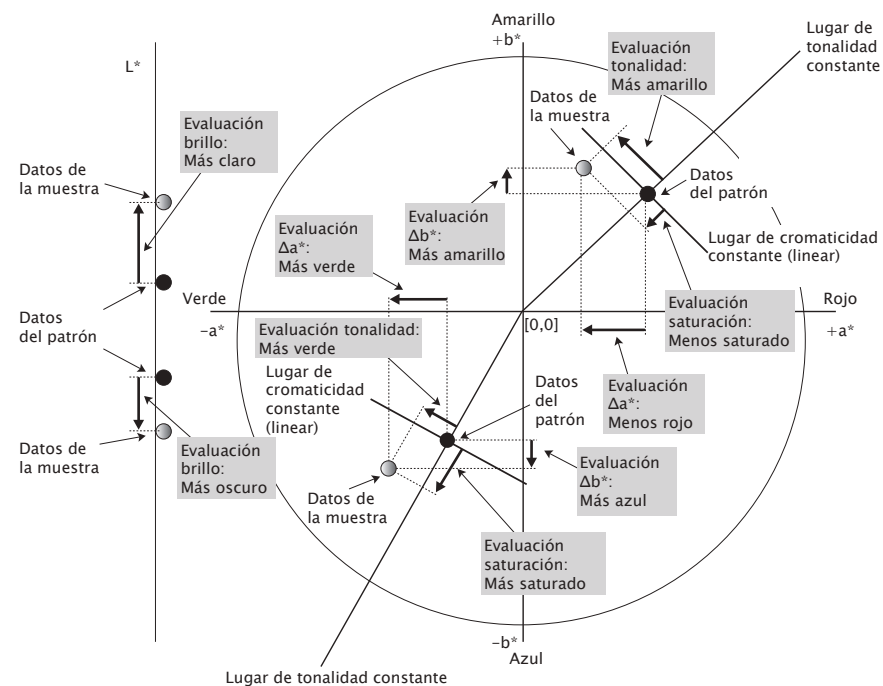 L*
Datos de
la muestra
Evaluación
brillo:
Más claro
Datos
del patrón
Datos de
la muestra
Evaluación
brillo:
Más oscuro
Amarillo
+b*
Evaluación
tonalidad:
Más amarillo
Lugar de
tonalidad
constante
Datos de
la muestra
Datos
del patrón
Evaluación
Δb*:
Más amarillo
Lugar de cromaticidad
constante (linear)
Evaluación
Δa*:
Más verde
Verde
−a*
[0,0]
Rojo
+a*
Evaluación
saturación:
Menos saturado
Evaluación tonalidad:
Más verde
Lugar de
cromaticidad
constante
(linear)
Datos
del
patrón
Evaluación
Δa*:
Menos rojo
Evaluación
Δb*:
Más azul
Datos de
la muestra
Evaluación
saturación:
Más saturado
−b*
Azul
Lugar de tonalidad constante